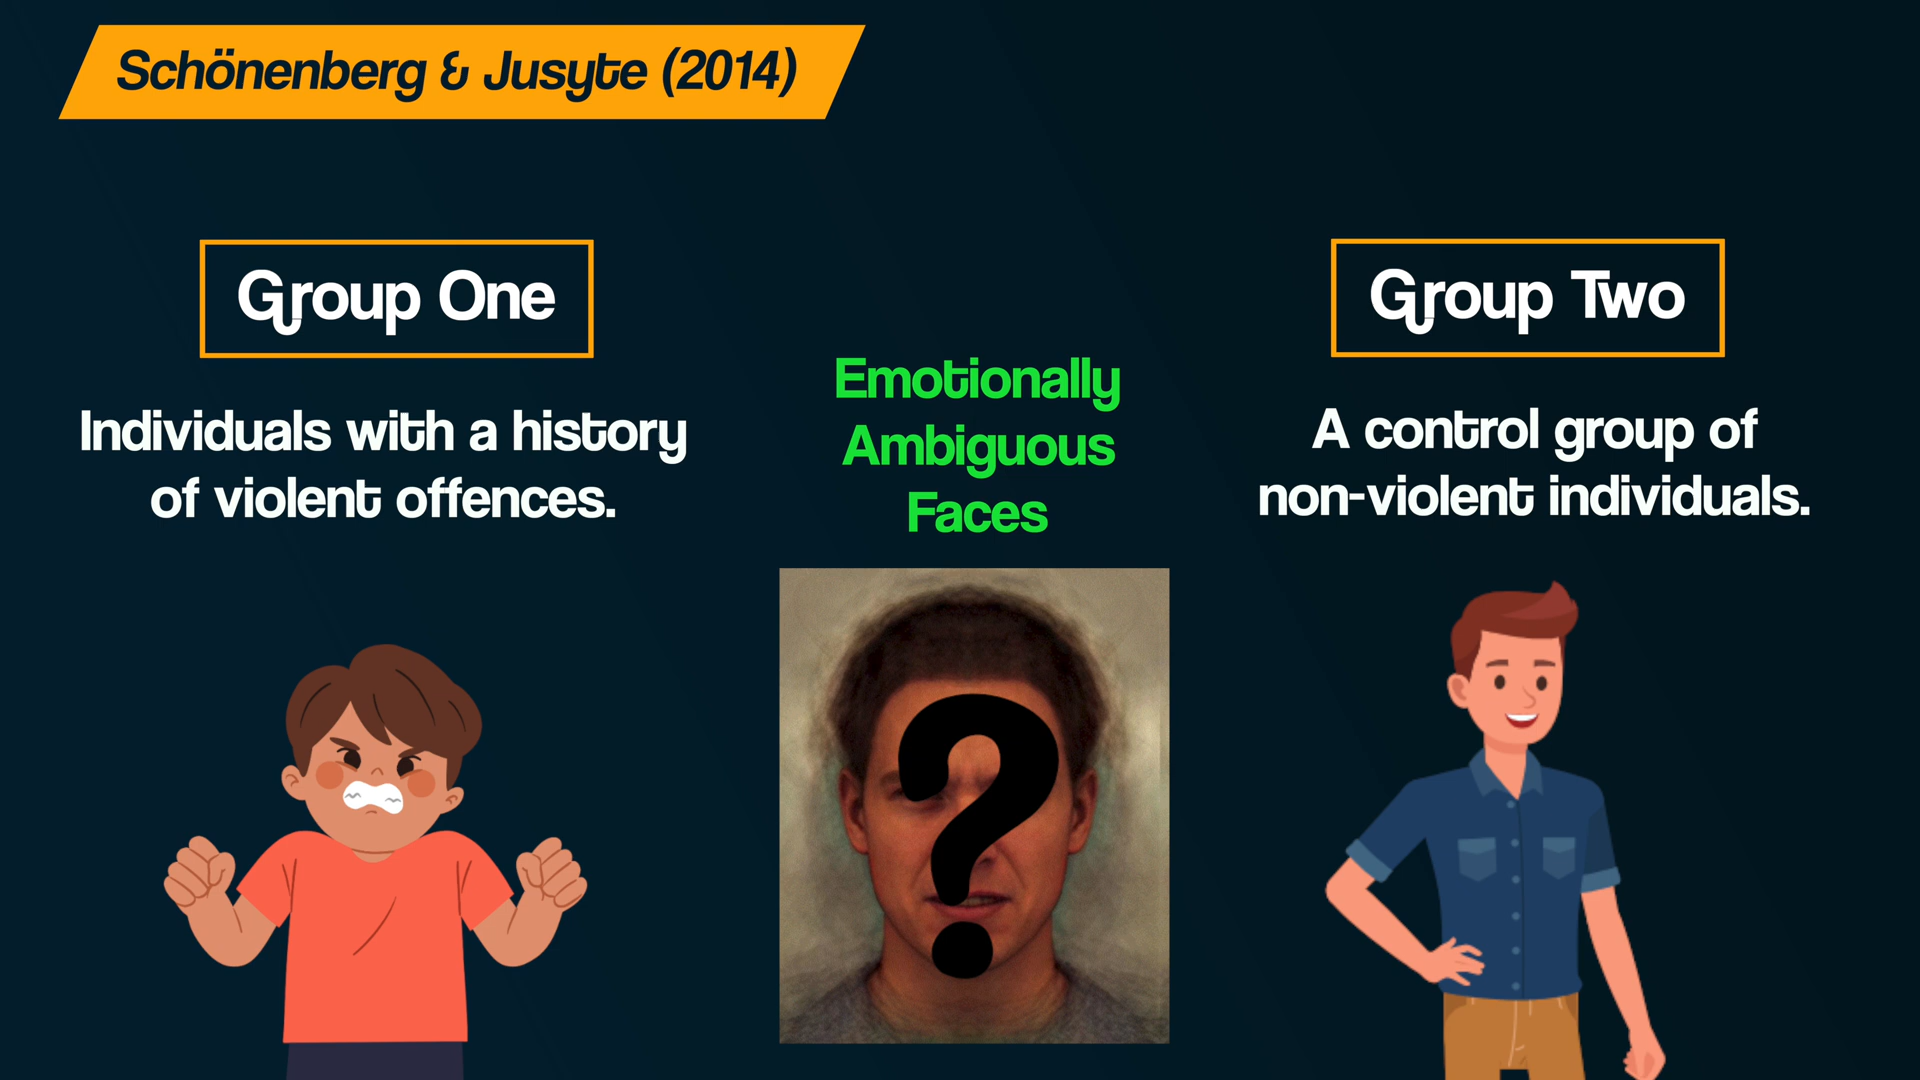 Schönenberg & Jusyte (2014)
Group One
Individuals with a history
of violent offences.
Emotionally
Ambiguous
Faces
?
Group Two
A control group of
non-violent individuals.